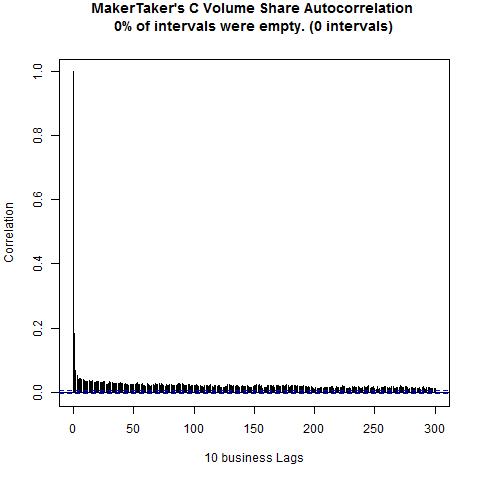 MakerTaker's C Volume Share Autocorrelation
0% of intervals were empty. (0 intervals)
1.0
0.8
0.6
0.4
0.2
0.0
Correlation
0 50 100 150 200 250 300
10 business Lags